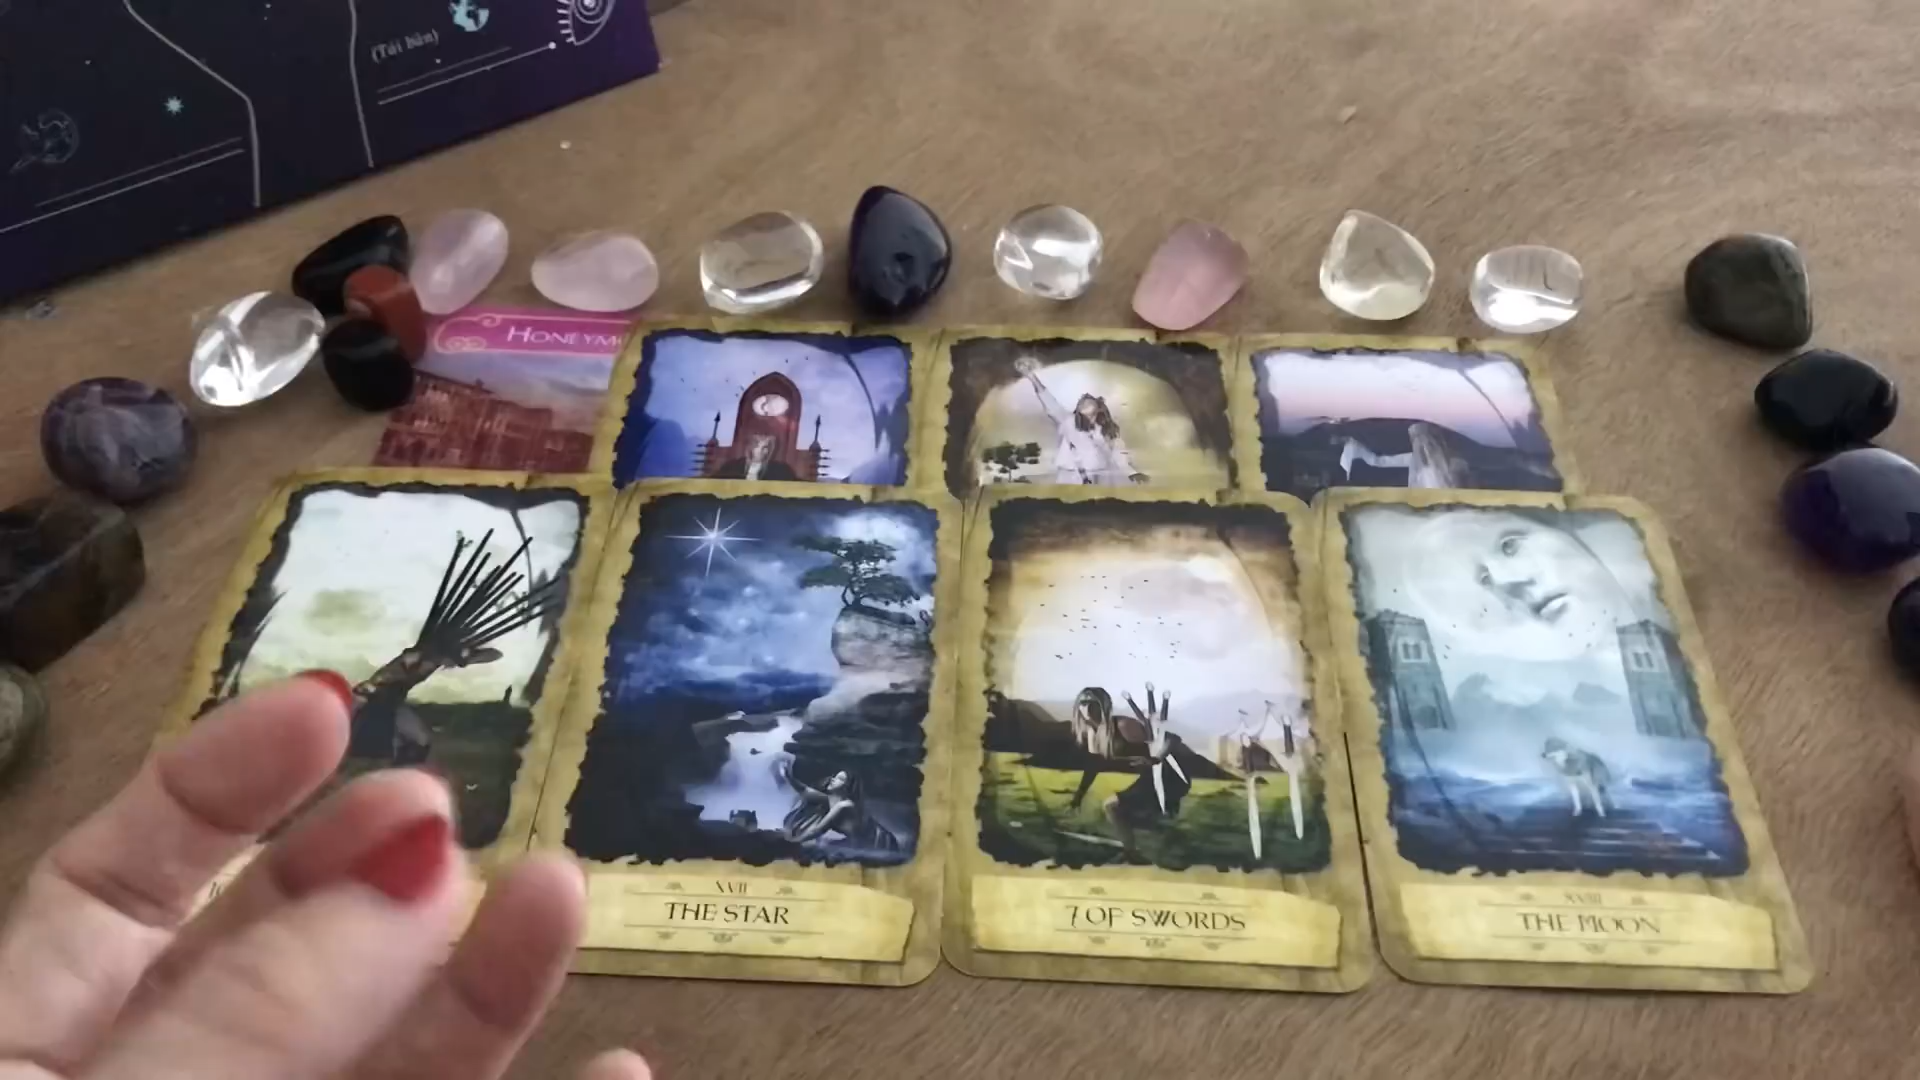 (Tái bản)
HONEYM
XVII
THE STAR
7 OF SWORDS
XVIII
THE MOON